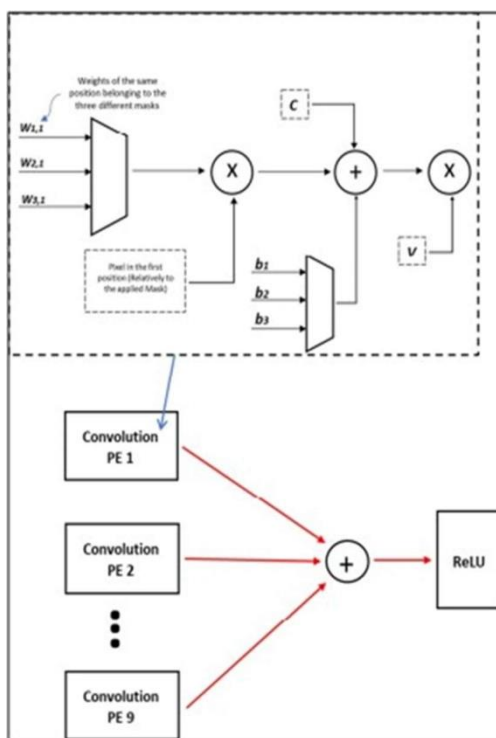 Weights of the same
position belonging to the
three different masks
W1,1
W2,1
W3,1
X
C
+
X
V
Pixel in the first
position (Relatively to
the applied Mask)
b1
b2
b3
Convolution
PE 1
Convolution
PE 2
+
ReLU
Convolution
PE 9